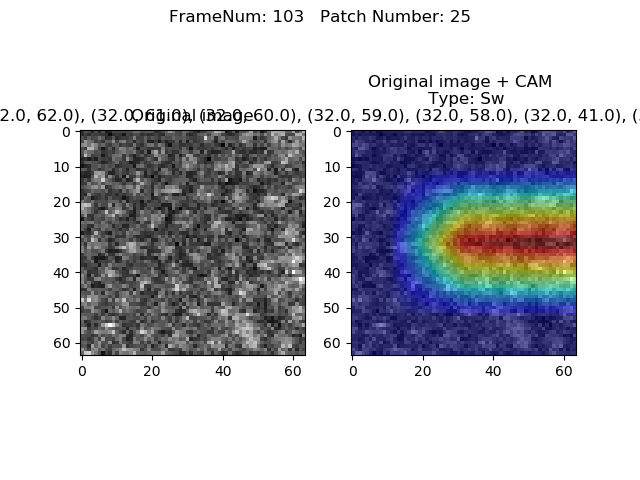 FrameNum: 103   Patch Number: 25
Original image + CAM
Type: Sw
2.0, 62.0), (32.0, 61.0), (32.0, 60.0), (32.0, 59.0), (32.0, 58.0), (32.0, 41.0), (3
Original image
0
10
20
30
40
50
60
0 20 40 60
0
10
20
30
40
50
60
0 20 40 60